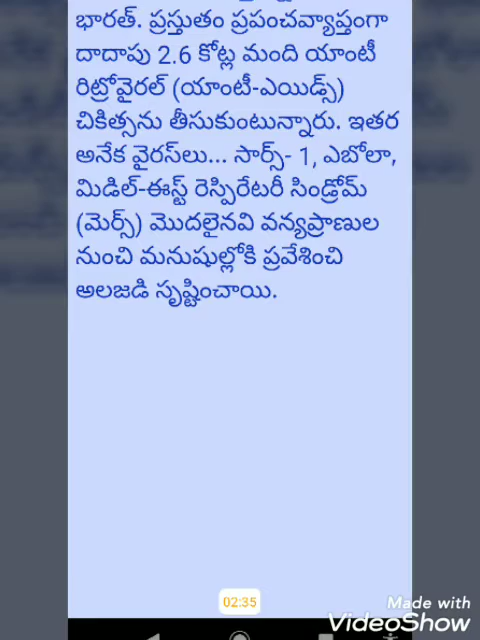 భారత్. ప్రస్తుతం ప్రపంచవ్యాప్తంగా
దాదాపు 2.6 కోట్ల మంది యాంటీ
రిట్రోవైరల్ (యాంటీ-ఎయిడ్స్)
చికిత్సను తీసుకుంటున్నారు. ఇతర
అనేక వైరస్‌లు... సార్స్- 1, ఎబోలా,
మిడిల్-ఈస్ట్ రెస్పిరేటరీ సిండ్రోమ్
(మెర్స్) మొదలైనవి వన్యప్రాణుల
నుంచి మనుషుల్లోకి ప్రవేశించి
అలజడి సృష్టించాయి.
02:35
Made with
VideoShow